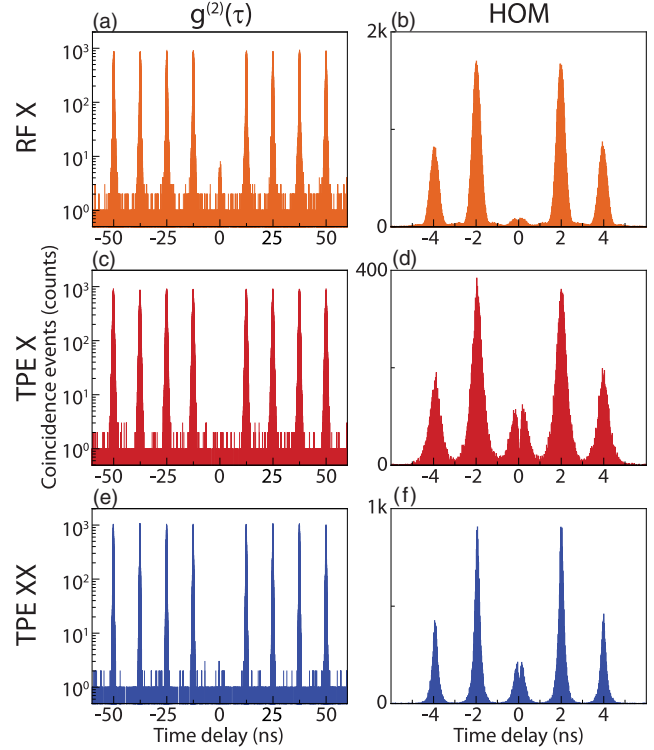 g⁽²⁾(τ) HOM
(a) (b)
RF X
10³
10²
10¹
10⁰
-50 -25 0 25 50
2k
0
-4 -2 0 2 4
(c) (d)
TPE X
Coincidence events (counts)
10³
10²
10¹
10⁰
-50 -25 0 25 50
400
0
-4 -2 0 2 4
(e) (f)
TPE XX
10³
10²
10¹
10⁰
-50 -25 0 25 50
Time delay (ns)
1k
0
-4 -2 0 2 4
Time delay (ns)